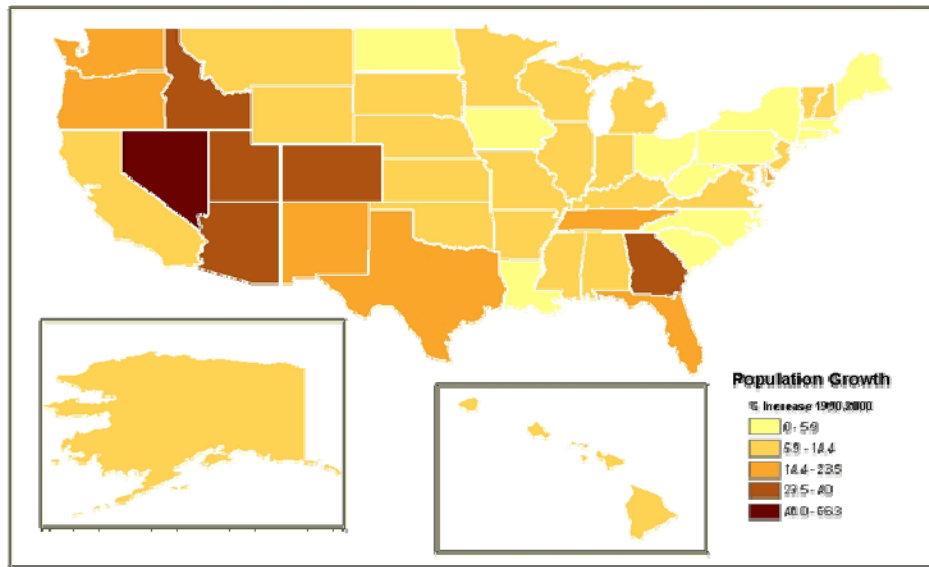 Population Growth
% Increase 1990,2000
0 - 5.9
5.9 - 14.4
14.4 - 23.5
23.5 - 40
40.0 - 66.3